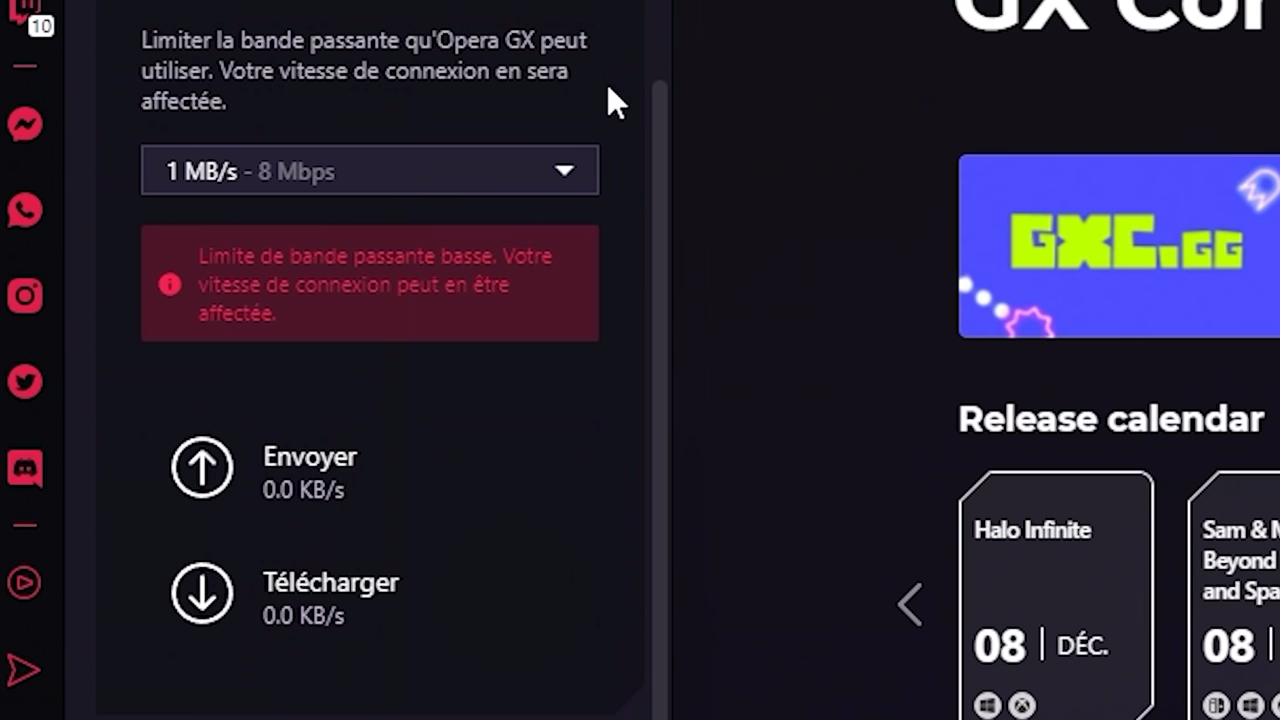 10
Limiter la bande passante qu'Opera GX peut
utiliser. Votre vitesse de connexion en sera
affectée.
1 MB/s - 8 Mbps
Limite de bande passante basse. Votre
vitesse de connexion peut en être
affectée.
Envoyer
0.0 KB/s
Télécharger
0.0 KB/s
GX Cor
GXC.GG
Release calendar
Halo Infinite
08 | DÉC.
Sam & M
Beyond
and Spa
08 |